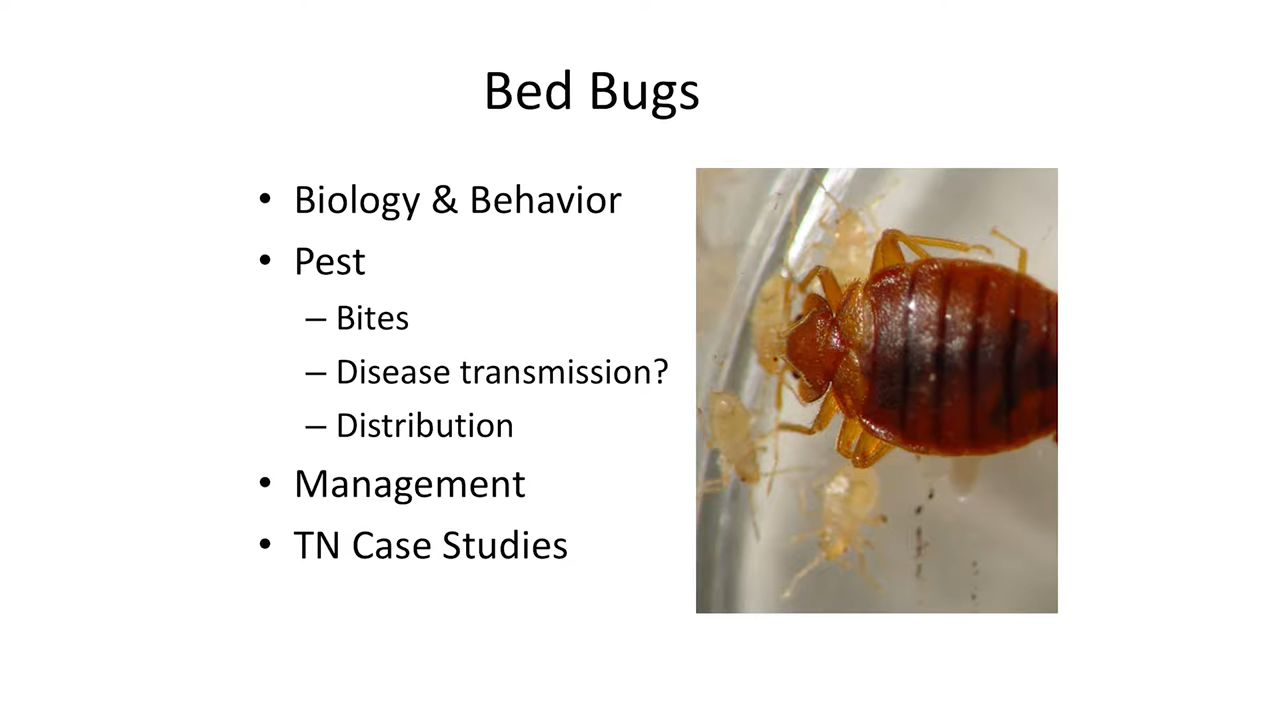 Bed Bugs
• Biology & Behavior
• Pest
– Bites
– Disease transmission?
– Distribution
• Management
• TN Case Studies